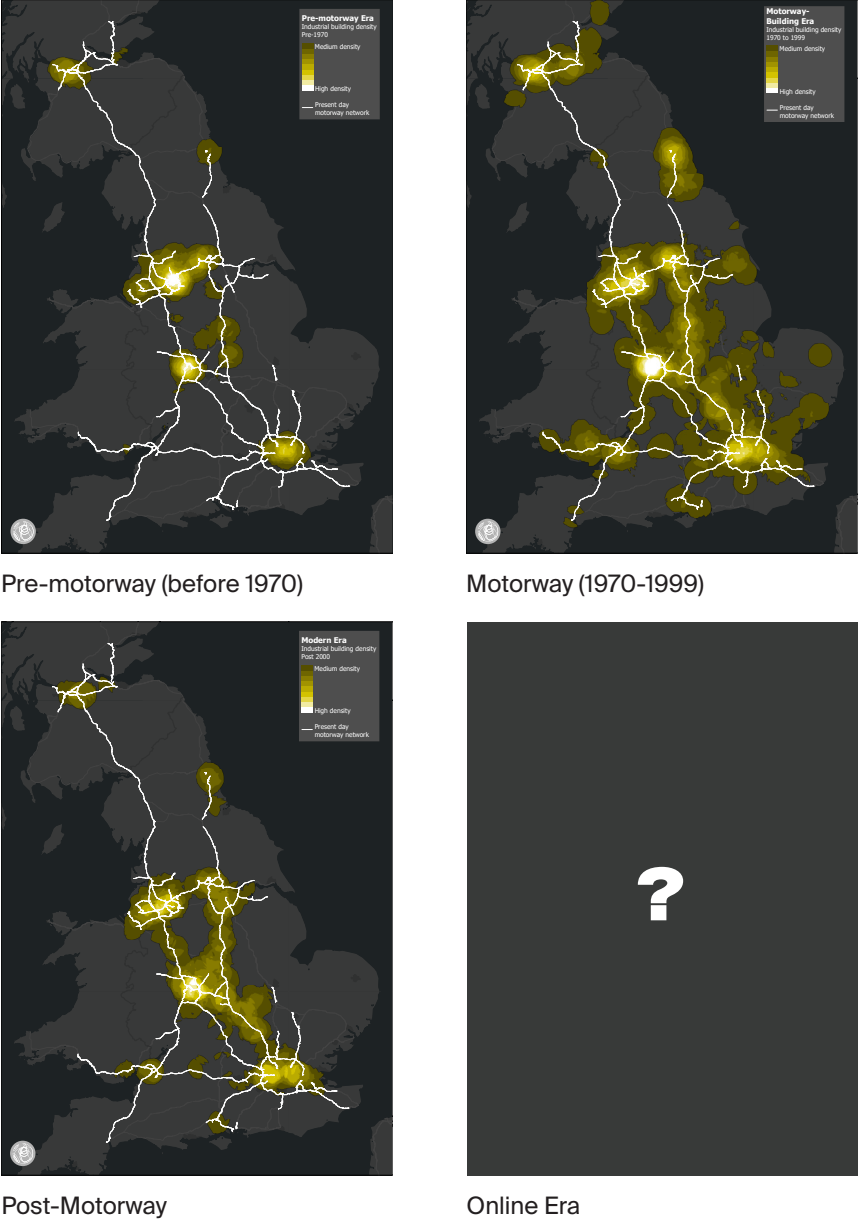 Pre-motorway Era
Industrial building density
Pre-1970
Medium density
High density
Present day
motorway network
Motorway-
Building Era
Industrial building density
1970 to 1999
Medium density
High density
Present day
motorway network
Pre-motorway (before 1970)
Motorway (1970-1999)
Modern Era
Industrial building density
Post 2000
Medium density
High density
Present day
motorway network
?
Post-Motorway
Online Era